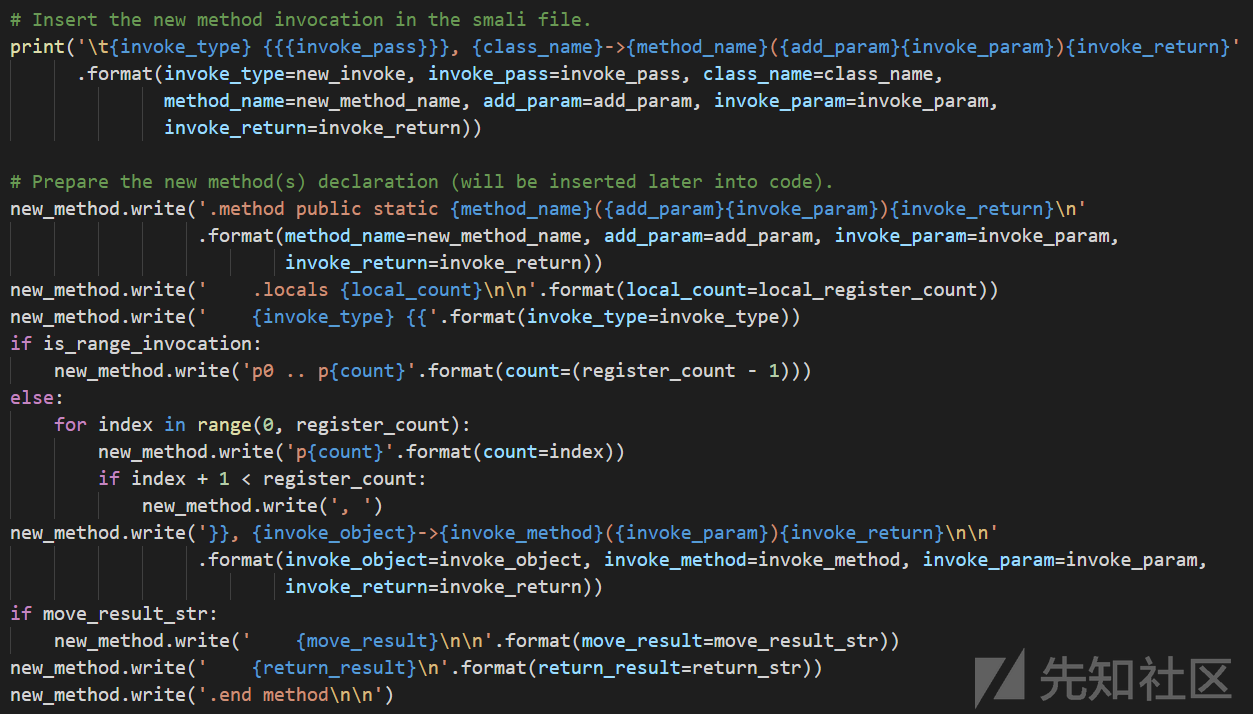 # Insert the new method invocation in the smali file.
print('\t{invoke_type} {{{invoke_pass}}}, {class_name}->{method_name}({add_param}{invoke_param}){invoke_return}'
      .format(invoke_type=new_invoke, invoke_pass=invoke_pass, class_name=class_name,
              method_name=new_method_name, add_param=add_param, invoke_param=invoke_param,
              invoke_return=invoke_return))

# Prepare the new method(s) declaration (will be inserted later into code).
new_method.write('.method public static {method_name}({add_param}{invoke_param}){invoke_return}\n'
                 .format(method_name=new_method_name, add_param=add_param, invoke_param=invoke_param,
                         invoke_return=invoke_return))
new_method.write('    .locals {local_count}\n\n'.format(local_count=local_register_count))
new_method.write('    {invoke_type} {{'.format(invoke_type=invoke_type))
if is_range_invocation:
    new_method.write('p0 .. p{count}'.format(count=(register_count - 1)))
else:
    for index in range(0, register_count):
        new_method.write('p{count}'.format(count=index))
        if index + 1 < register_count:
            new_method.write(', ')
new_method.write('}}, {invoke_object}->{invoke_method}({invoke_param}){invoke_return}\n\n'
                 .format(invoke_object=invoke_object, invoke_method=invoke_method, invoke_param=invoke_param,
                         invoke_return=invoke_return))
if move_result_str:
    new_method.write('    {move_result}\n\n'.format(move_result=move_result_str))
new_method.write('    {return_result}\n'.format(return_result=return_str))
new_method.write('.end method\n\n')
先知社区